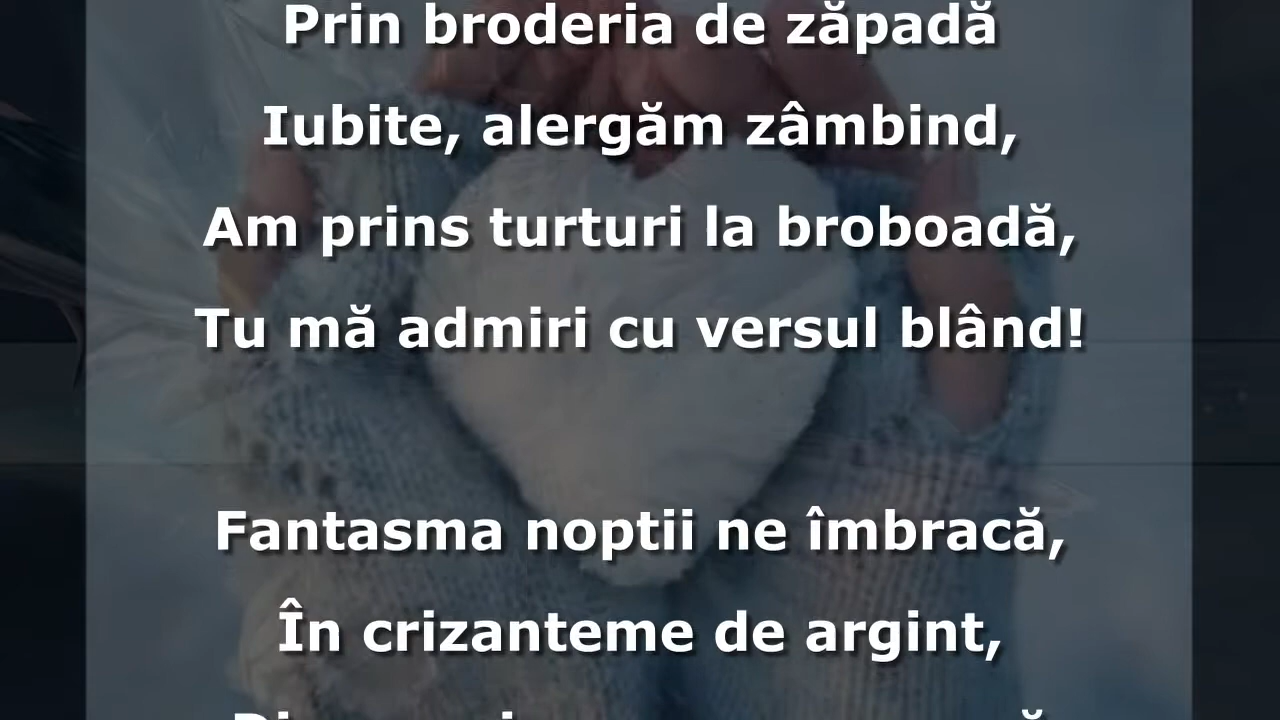 Prin broderia de zăpadă
Iubite, alergăm zâmbind,
Am prins turturi la broboadă,
Tu mă admiri cu versul blând!
Fantasma noptii ne îmbracă,
În crizanteme de argint,